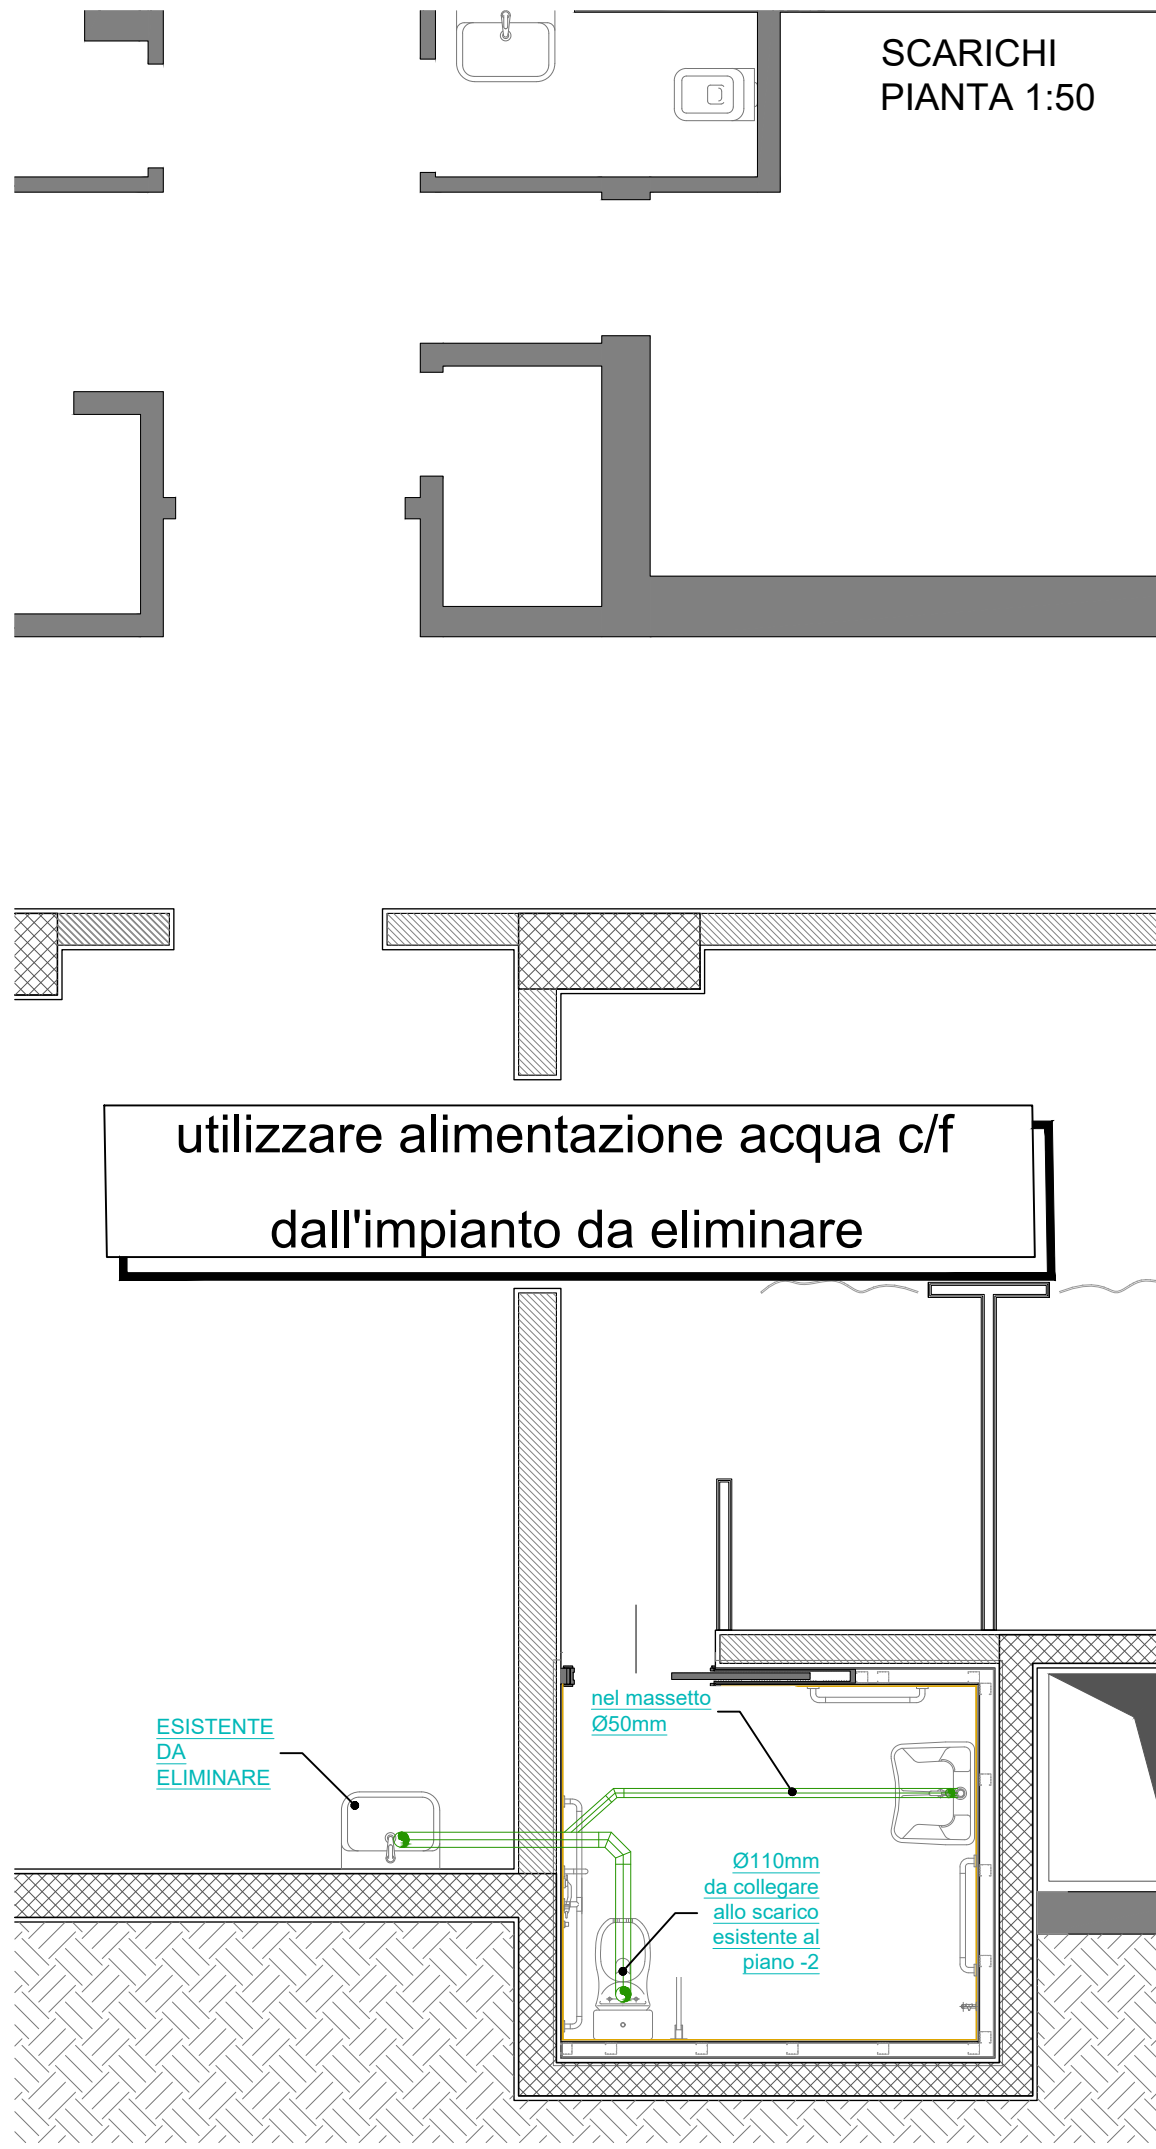 SCARICHI
PIANTA 1:50
utilizzare alimentazione acqua c/f
dall'impianto da eliminare
nel massetto
Ø50mm
ESISTENTE
DA
ELIMINARE
Ø110mm
da collegare
allo scarico
esistente al
piano -2